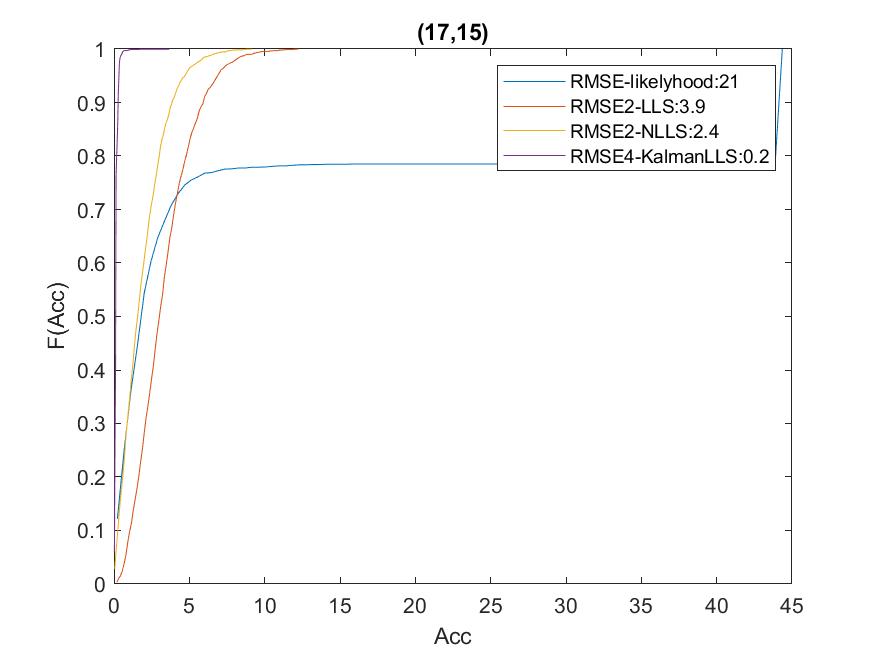 (17,15)
1
0.9
0.8
0.7
0.6
0.5
0.4
0.3
0.2
0.1
0
F(Acc)
RMSE-likelyhood:21
RMSE2-LLS:3.9
RMSE2-NLLS:2.4
RMSE4-KalmanLLS:0.2
0 5 10 15 20 25 30 35 40 45
Acc